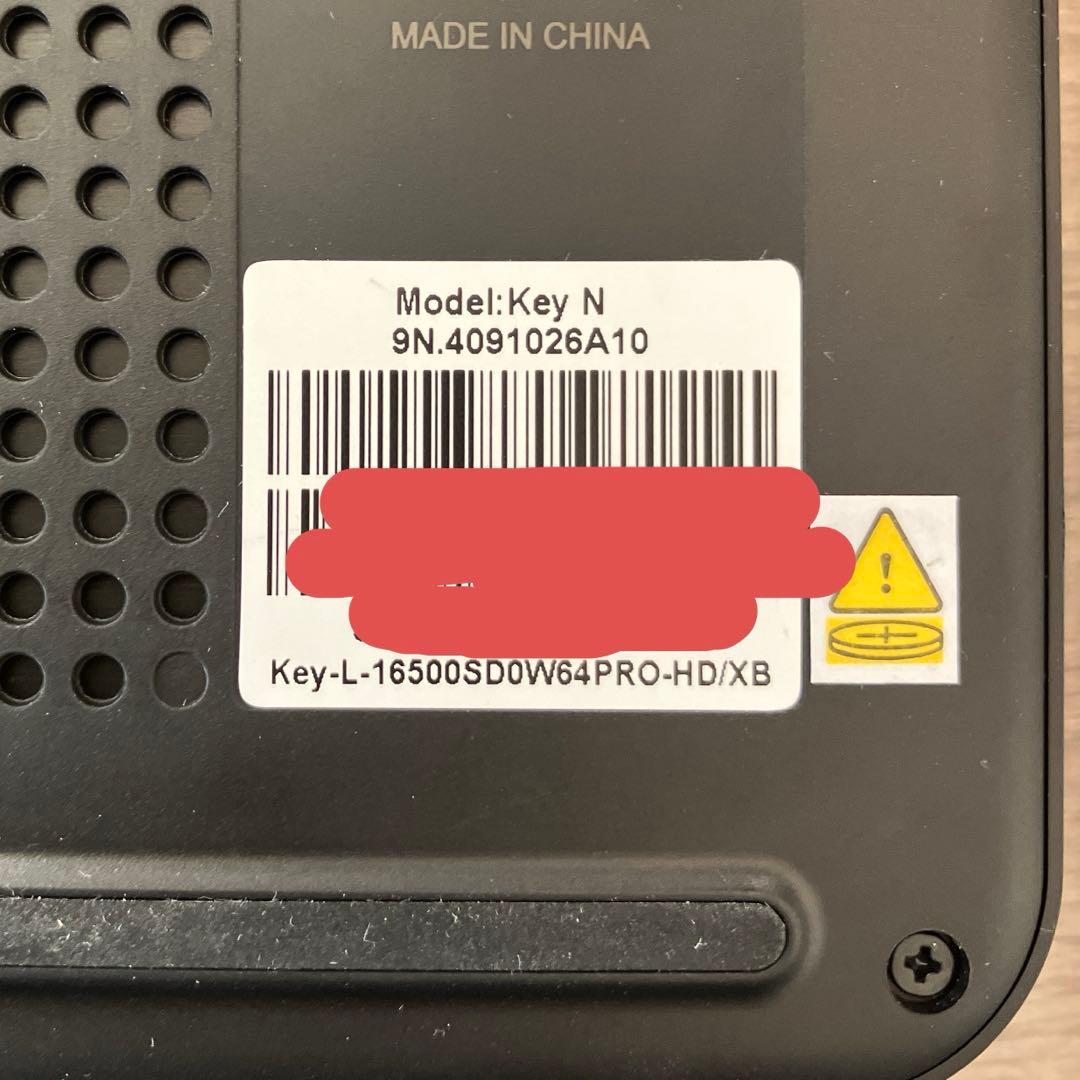 MADE IN CHINA
Model:Key N
9N.4091026A10
Key-L-16500SD0W64PRO-HD/XB